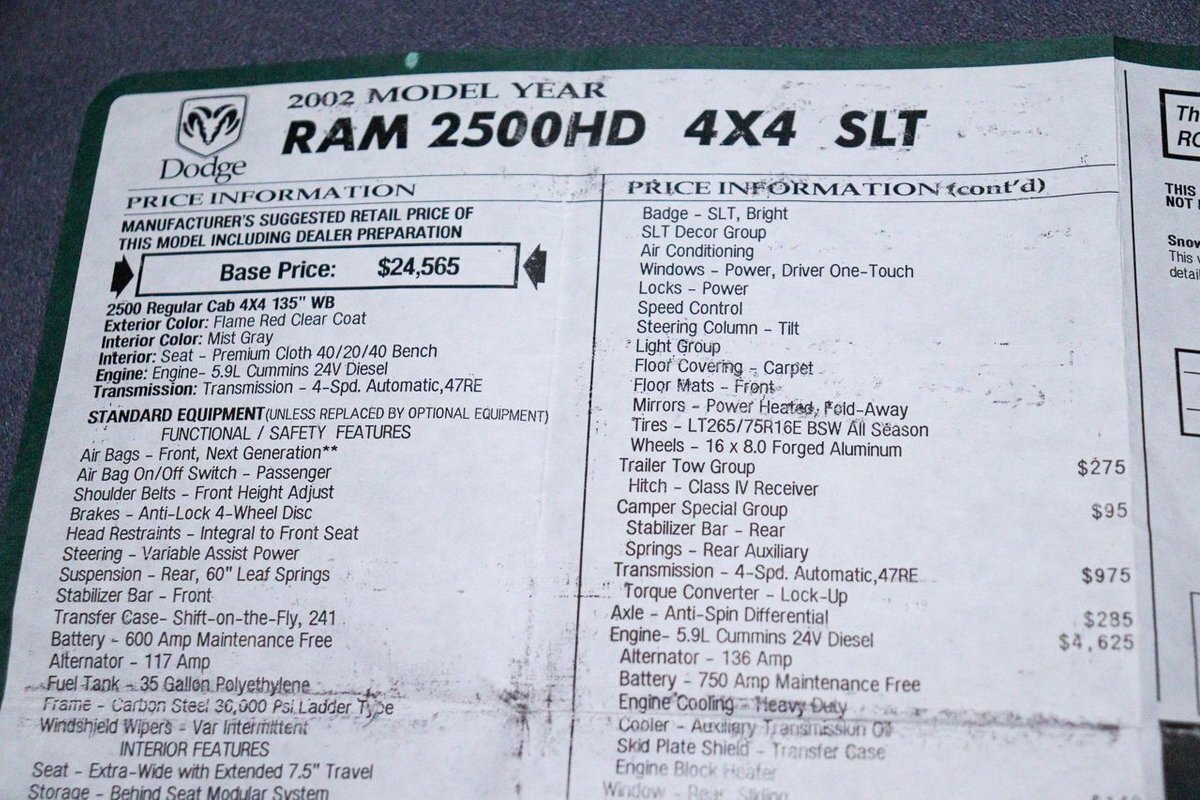 2002 MODEL YEAR
RAM 2500HD 4X4 SLT
Dodge
PRICE INFORMATION
MANUFACTURER'S SUGGESTED RETAIL PRICE OF
THIS MODEL INCLUDING DEALER PREPARATION
Base Price: $24,565
2500 Regular Cab 4X4 135" WB
Exterior Color: Flame Red Clear Coat
Interior Color: Mist Gray
Interior: Seat - Premium Cloth 40/20/40 Bench
Engine: Engine- 5.9L Cummins 24V Diesel
Transmission: Transmission - 4-Spd. Automatic,47RE
STANDARD EQUIPMENT(UNLESS REPLACED BY OPTIONAL EQUIPMENT)
FUNCTIONAL / SAFETY FEATURES
Air Bags - Front, Next Generation**
Air Bag On/Off Switch - Passenger
Shoulder Belts - Front Height Adjust
Brakes - Anti-Lock 4-Wheel Disc
Head Restraints - Integral to Front Seat
Steering - Variable Assist Power
Suspension - Rear, 60" Leaf Springs
Stabilizer Bar - Front
Transfer Case- Shift-on-the-Fly, 241
Battery - 600 Amp Maintenance Free
Alternator - 117 Amp
Fuel Tank - 35 Gallon Polyethylene
Frame - Carbon Steel 36,000 Psi Ladder Type
Windshield Wipers - Var Intermittent
INTERIOR FEATURES
Seat - Extra-Wide with Extended 7.5" Travel
Storage - Behind Seat Modular System
PRICE INFORMATION (cont'd)
Badge - SLT, Bright
SLT Decor Group
Air Conditioning
Windows - Power, Driver One-Touch
Locks - Power
Speed Control
Steering Column - Tilt
Light Group
Floor Covering - Carpet
Floor Mats - Front
Mirrors - Power Heated, Fold-Away
Tires - LT265/75R16E BSW All Season
Wheels - 16 x 8.0 Forged Aluminum
Trailer Tow Group $275
Hitch - Class IV Receiver
Camper Special Group $95
Stabilizer Bar - Rear
Springs - Rear Auxiliary
Transmission - 4-Spd. Automatic,47RE $975
Torque Converter - Lock-Up
Axle - Anti-Spin Differential $285
Engine- 5.9L Cummins 24V Diesel $4,625
Alternator - 136 Amp
Battery - 750 Amp Maintenance Free
Engine Cooling - Heavy Duty
Cooler - Auxiliary Transmission Oil
Skid Plate Shield - Transfer Case
Engine Block Heater
Window - Rear, Sliding
Th
RO
THIS
NOT
Snow
This
detai